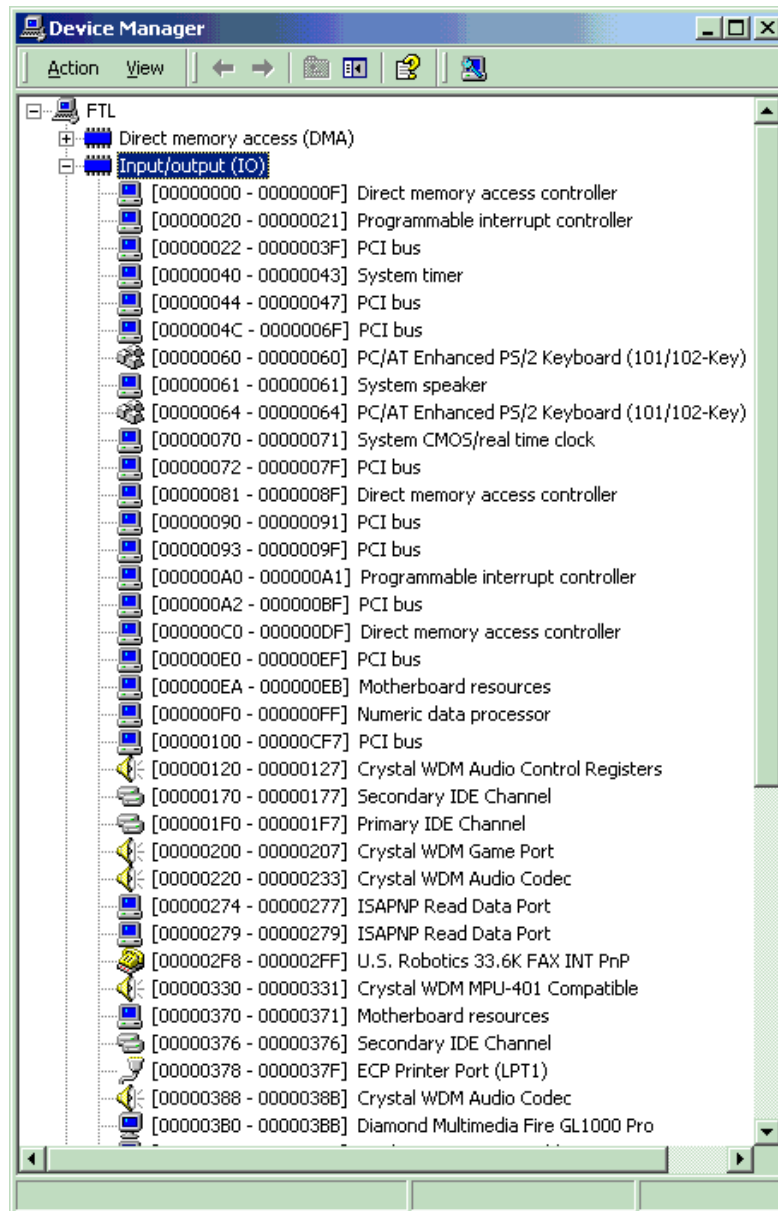 Device Manager
Action View
FTL
Direct memory access (DMA)
Input/output (IO)
[00000000 - 0000000F] Direct memory access controller
[00000020 - 00000021] Programmable interrupt controller
[00000022 - 0000003F] PCI bus
[00000040 - 00000043] System timer
[00000044 - 00000047] PCI bus
[0000004C - 0000006F] PCI bus
[00000060 - 00000060] PC/AT Enhanced PS/2 Keyboard (101/102-Key)
[00000061 - 00000061] System speaker
[00000064 - 00000064] PC/AT Enhanced PS/2 Keyboard (101/102-Key)
[00000070 - 00000071] System CMOS/real time clock
[00000072 - 0000007F] PCI bus
[00000081 - 0000008F] Direct memory access controller
[00000090 - 00000091] PCI bus
[00000093 - 0000009F] PCI bus
[000000A0 - 000000A1] Programmable interrupt controller
[000000A2 - 000000BF] PCI bus
[000000C0 - 000000DF] Direct memory access controller
[000000E0 - 000000EF] PCI bus
[000000EA - 000000EB] Motherboard resources
[000000F0 - 000000FF] Numeric data processor
[00000100 - 00000CF7] PCI bus
[00000120 - 00000127] Crystal WDM Audio Control Registers
[00000170 - 00000177] Secondary IDE Channel
[000001F0 - 000001F7] Primary IDE Channel
[00000200 - 00000207] Crystal WDM Game Port
[00000220 - 00000233] Crystal WDM Audio Codec
[00000274 - 00000277] ISAPNP Read Data Port
[00000279 - 00000279] ISAPNP Read Data Port
[000002F8 - 000002FF] U.S. Robotics 33.6K FAX INT PnP
[00000330 - 00000331] Crystal WDM MPU-401 Compatible
[00000370 - 00000371] Motherboard resources
[00000376 - 00000376] Secondary IDE Channel
[00000378 - 0000037F] ECP Printer Port (LPT1)
[00000388 - 0000038B] Crystal WDM Audio Codec
[000003B0 - 000003BB] Diamond Multimedia Fire GL1000 Pro